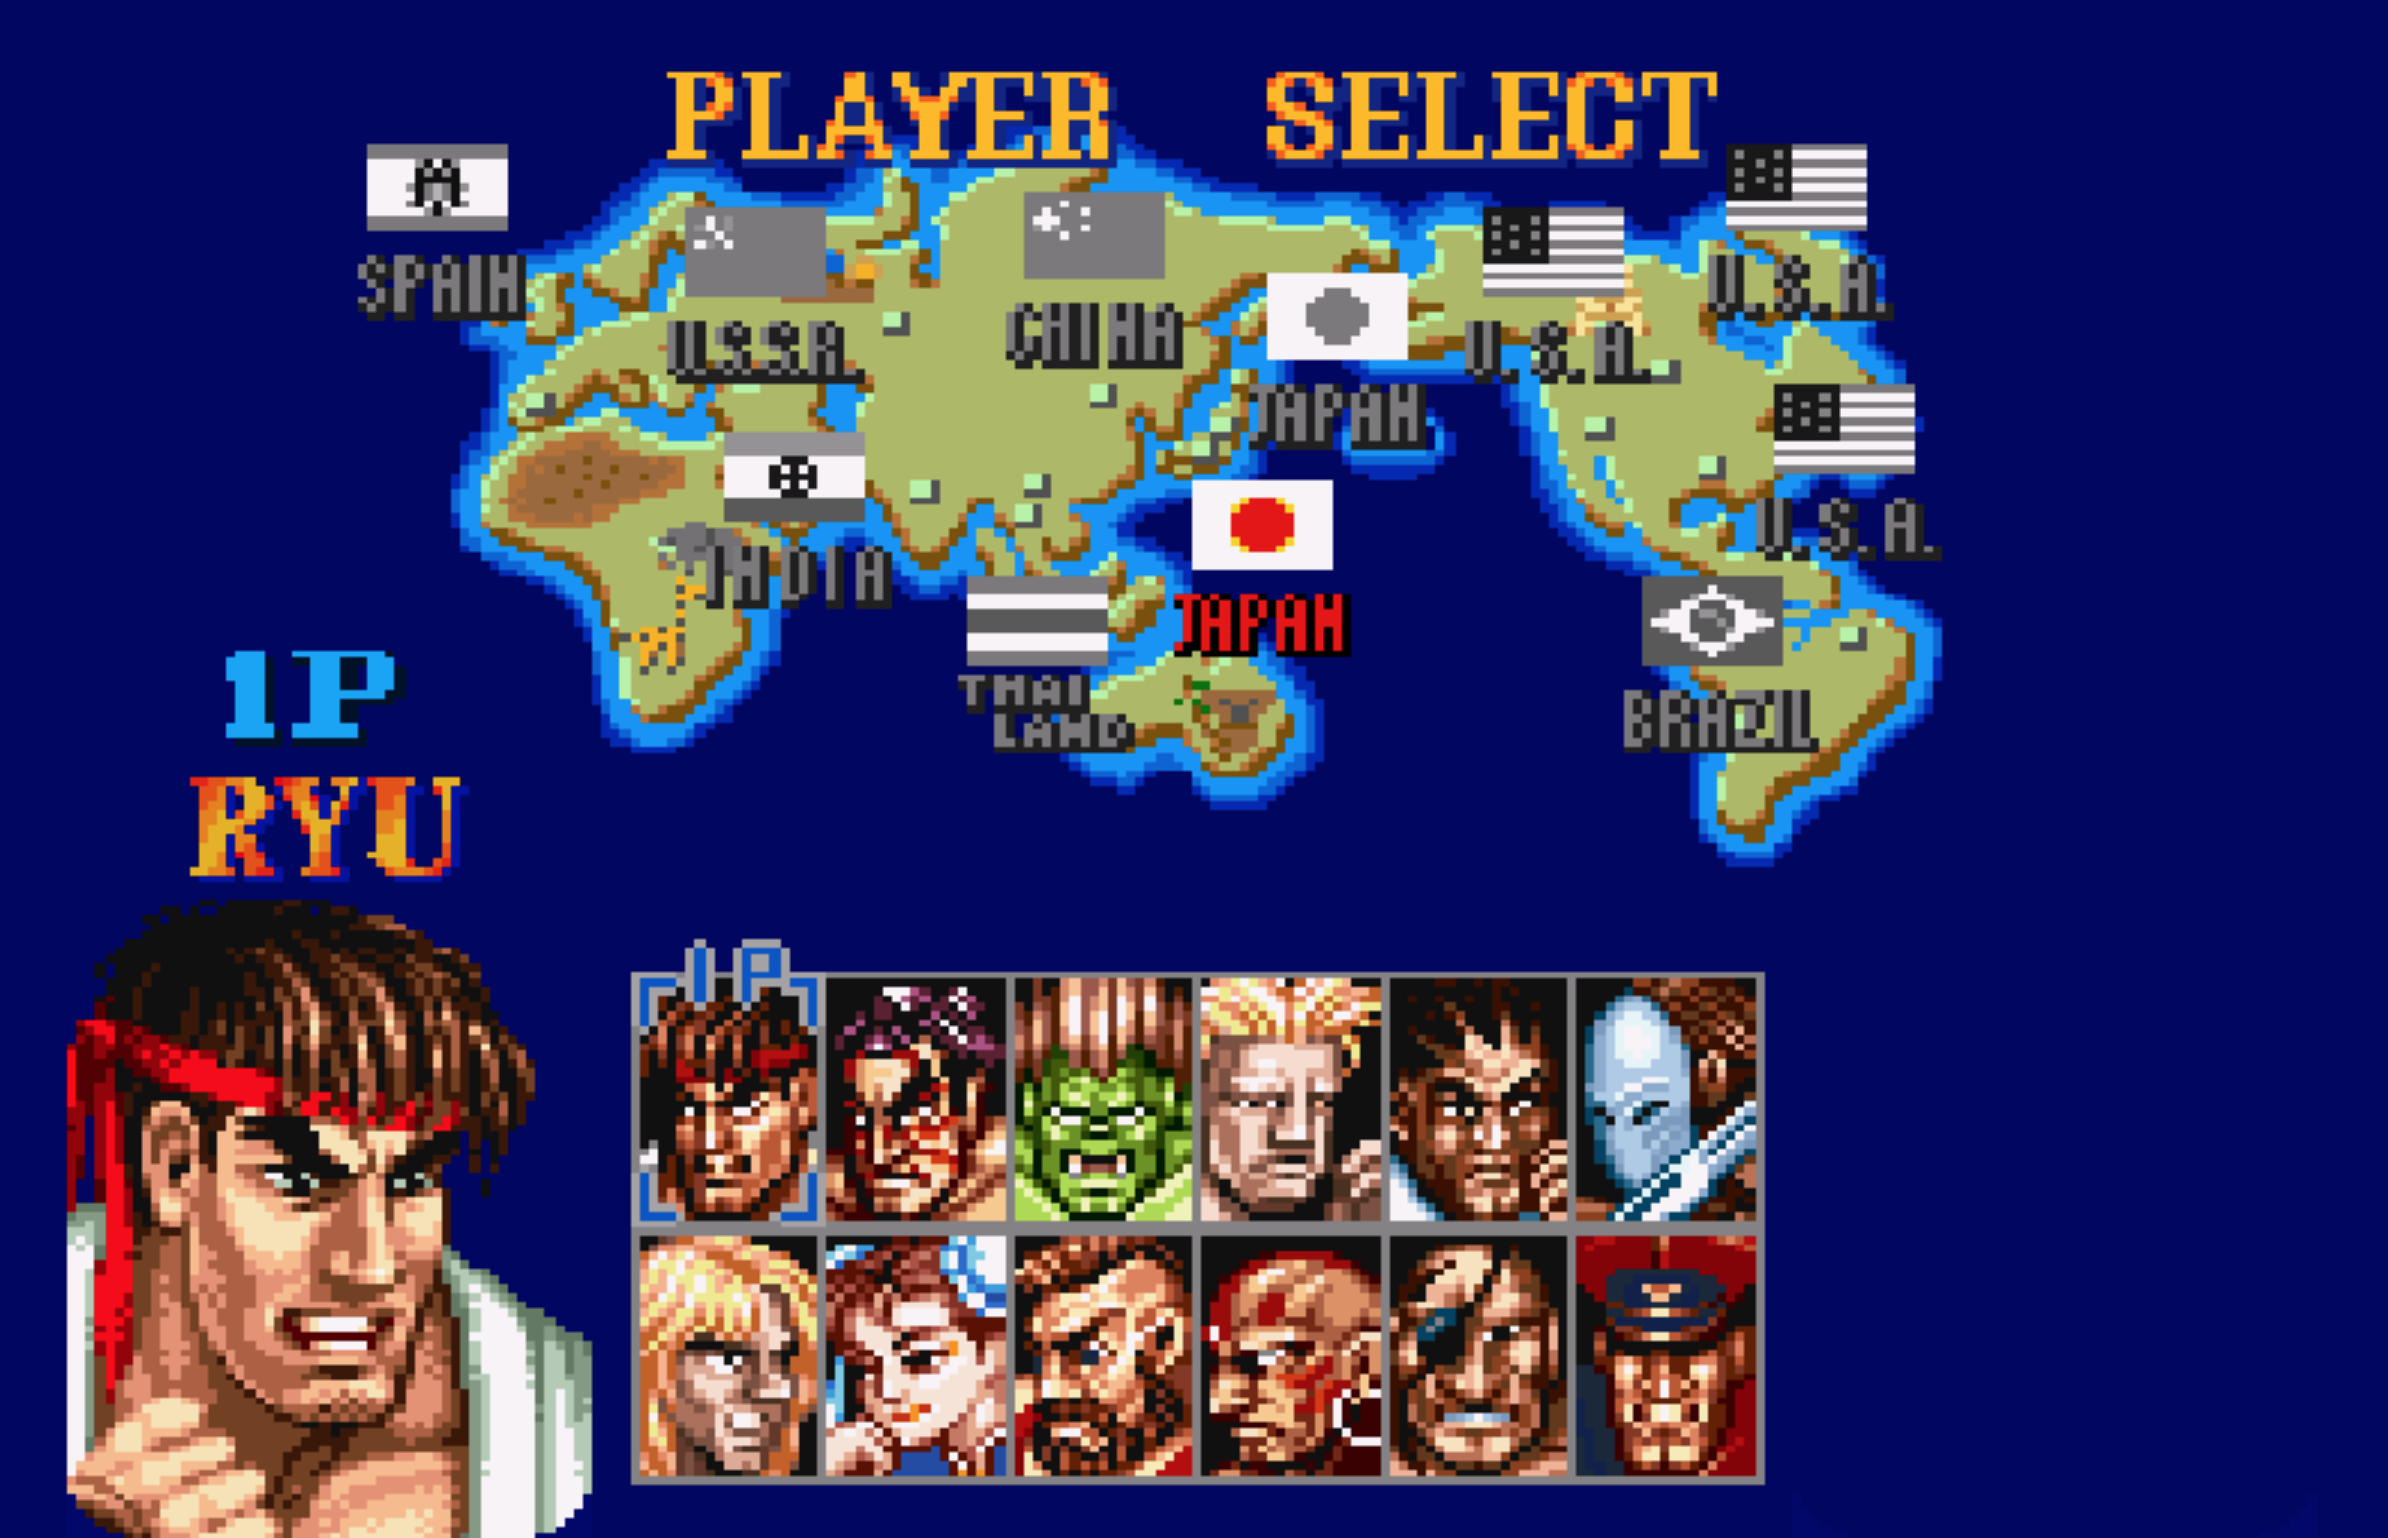 PLAYER SELECT
SPAIN
U.S.S.R.
CHINA
JAPAN
U.S.A.
U.S.A.
U.S.A.
INDIA
THAI
LAND
JAPAN
BRAZIL
1P
RYU
1P